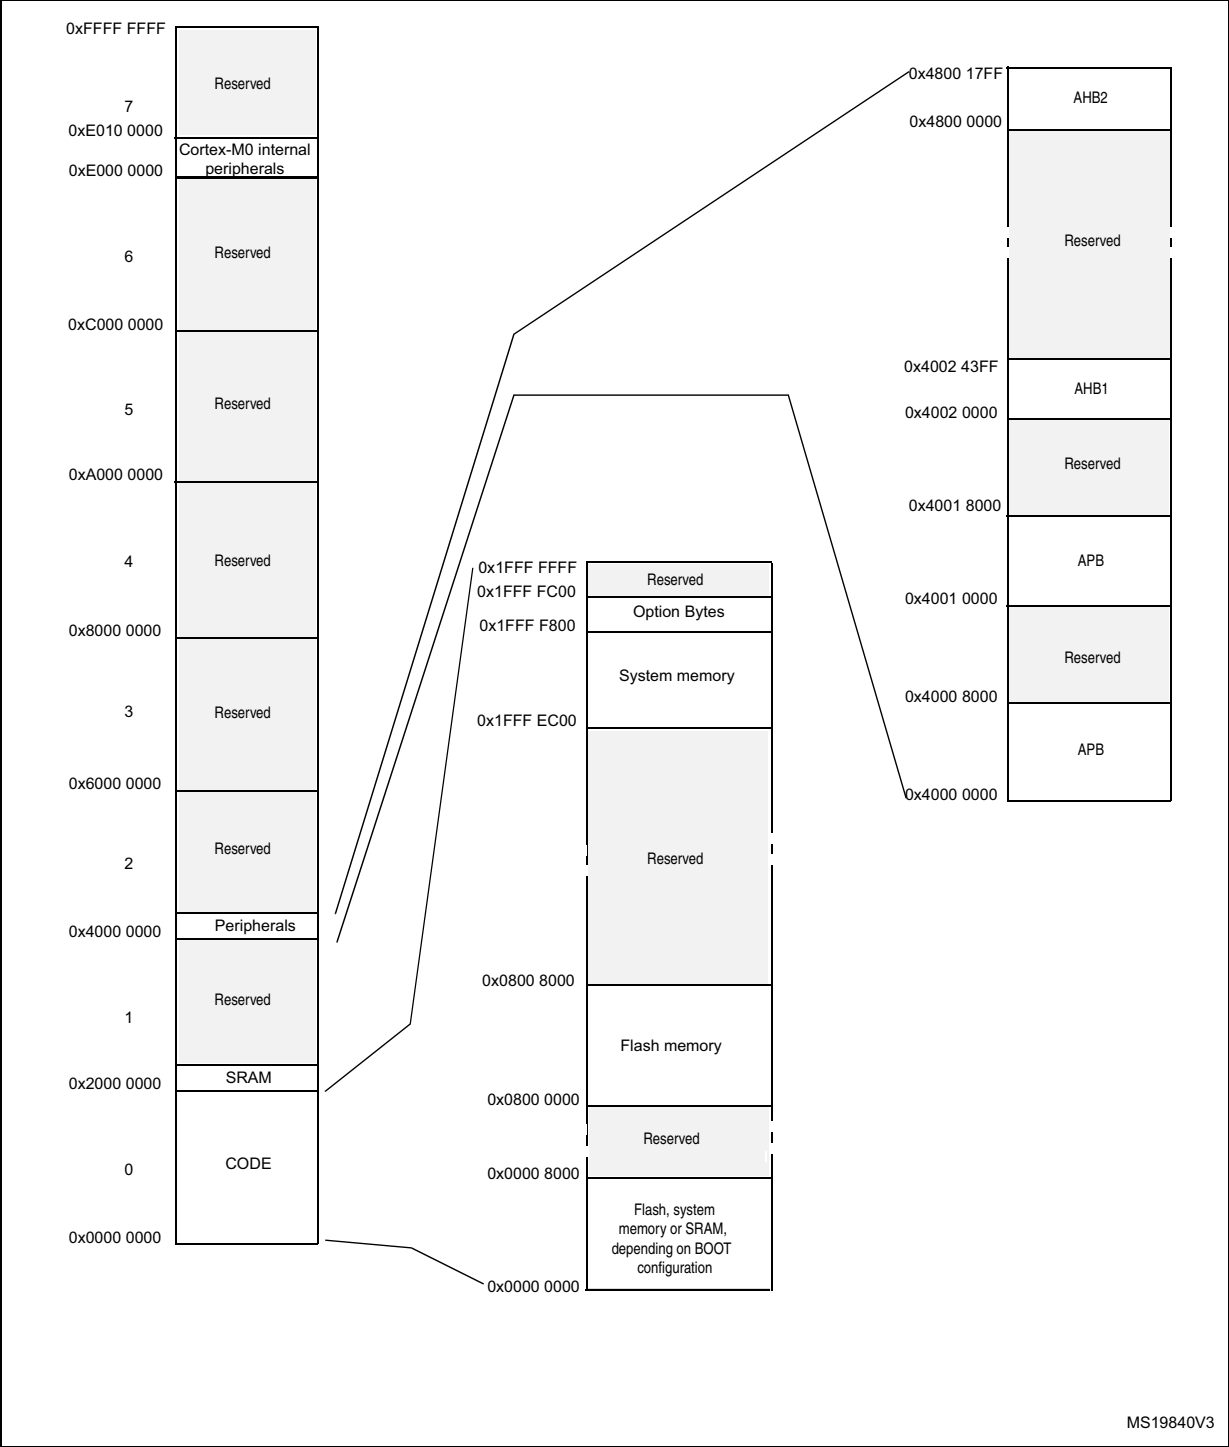 0xFFFF FFFF
Reserved
7
0xE010 0000
Cortex-M0 internal
peripherals
0xE000 0000
Reserved
6
0xC000 0000
Reserved
5
0xA000 0000
Reserved
4
0x8000 0000
Reserved
3
0x6000 0000
Reserved
2
Peripherals
0x4000 0000
Reserved
1
SRAM
0x2000 0000
CODE
0
0x0000 0000
0x1FFF FFFF
Reserved
0x1FFF FC00
Option Bytes
0x1FFF F800
System memory
0x1FFF EC00
Reserved
0x0800 8000
Flash memory
0x0800 0000
Reserved
0x0000 8000
Flash, system
memory or SRAM,
depending on BOOT
configuration
0x0000 0000
0x4800 17FF
AHB2
0x4800 0000
Reserved
0x4002 43FF
AHB1
0x4002 0000
Reserved
0x4001 8000
APB
0x4001 0000
Reserved
0x4000 8000
APB
0x4000 0000
MS19840V3